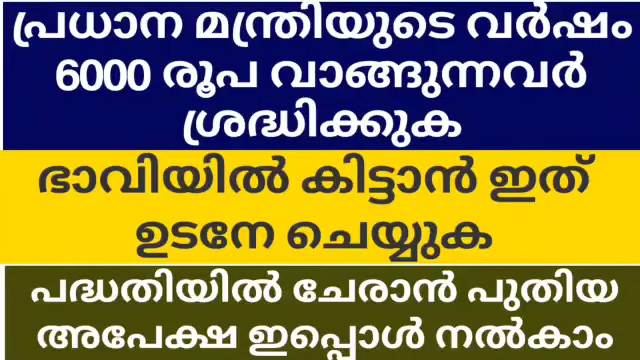 പ്രധാന മന്ത്രിയുടെ വർഷം
6000 രൂപ വാങ്ങുന്നവർ
ശ്രദ്ധിക്കുക
ഭാവിയിൽ കിട്ടാൻ ഇത്
ഉടനേ ചെയ്യുക
പദ്ധതിയിൽ ചേരാൻ പുതിയ
അപേക്ഷ ഇപ്പൊൾ നൽകാം